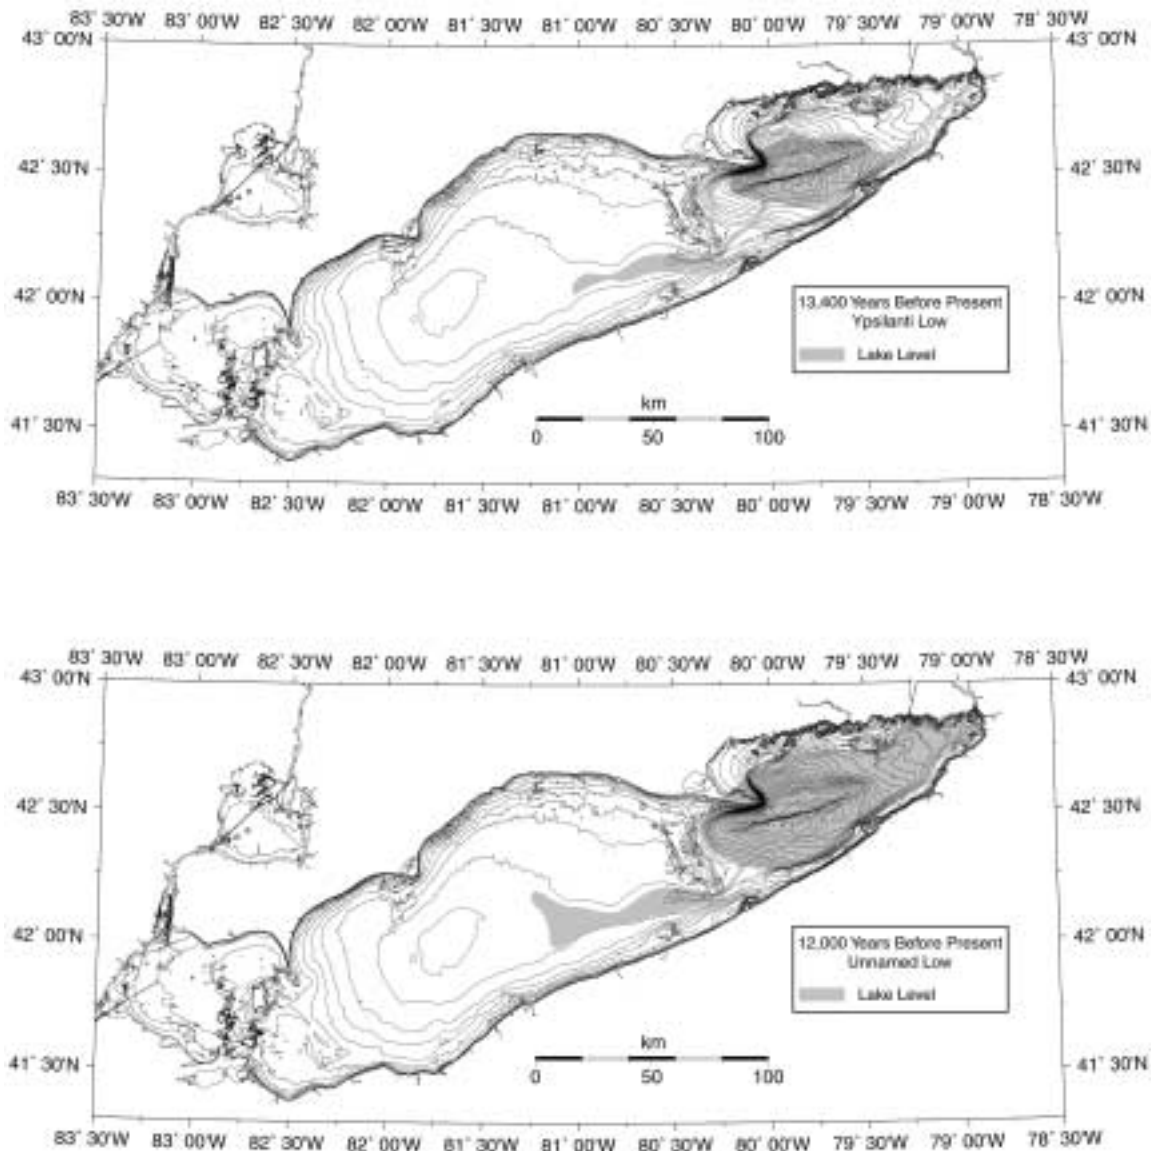 83° 30'W 83° 00'W 82° 30'W 82° 00'W 81° 30'W 81° 00'W 80° 30'W 80° 00'W 79° 30'W 79° 00'W 78° 30'W
43° 00'N 43° 00'N
42° 30'N 42° 30'N
42° 00'N 42° 00'N
13,400 Years Before Present
Ypsilanti Low
Lake Level
km
0 50 100
41° 30'N 41° 30'N
83° 30'W 83° 00'W 82° 30'W 82° 00'W 81° 30'W 81° 00'W 80° 30'W 80° 00'W 79° 30'W 79° 00'W 78° 30'W
83° 30'W 83° 00'W 82° 30'W 82° 00'W 81° 30'W 81° 00'W 80° 30'W 80° 00'W 79° 30'W 79° 00'W 78° 30'W
43° 00'N 43° 00'N
42° 30'N 42° 30'N
42° 00'N 42° 00'N
12,000 Years Before Present
Unnamed Low
Lake Level
km
0 50 100
41° 30'N 41° 30'N
83° 30'W 83° 00'W 82° 30'W 82° 00'W 81° 30'W 81° 00'W 80° 30'W 80° 00'W 79° 30'W 79° 00'W 78° 30'W